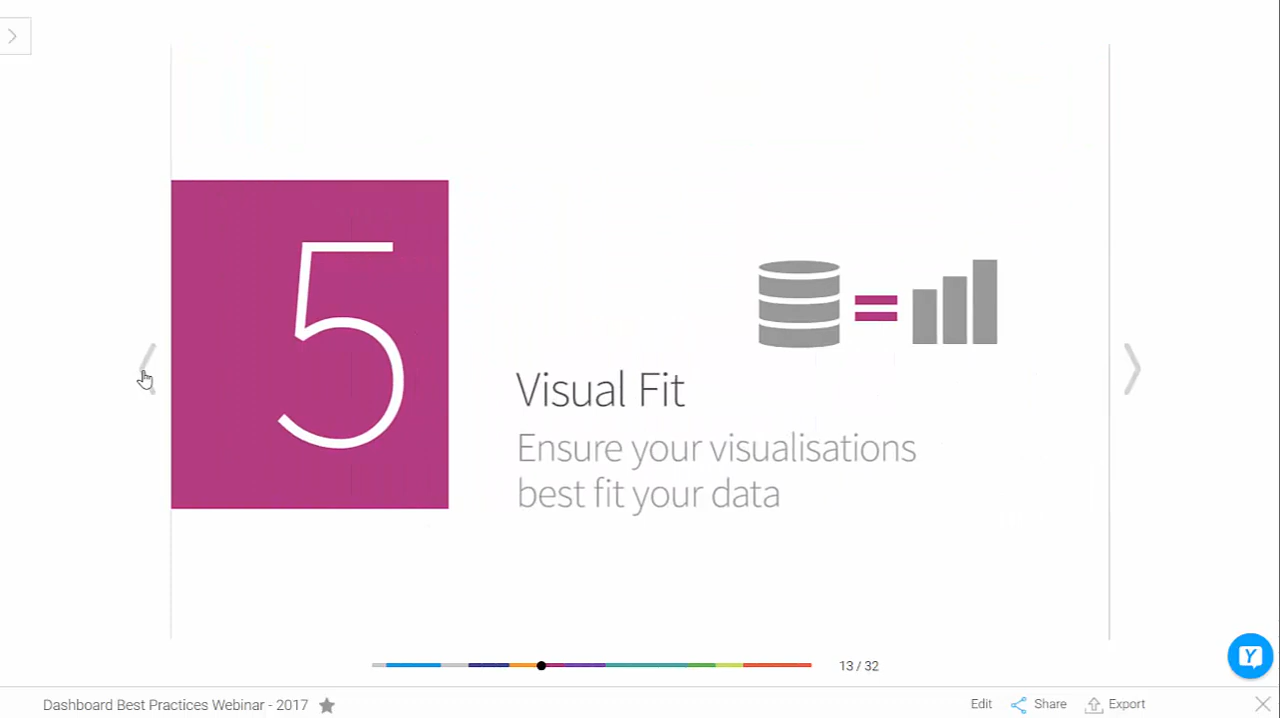 5
Visual Fit
Ensure your visualisations
best fit your data
13 / 32
Y
Dashboard Best Practices Webinar - 2017
Edit
Share
Export